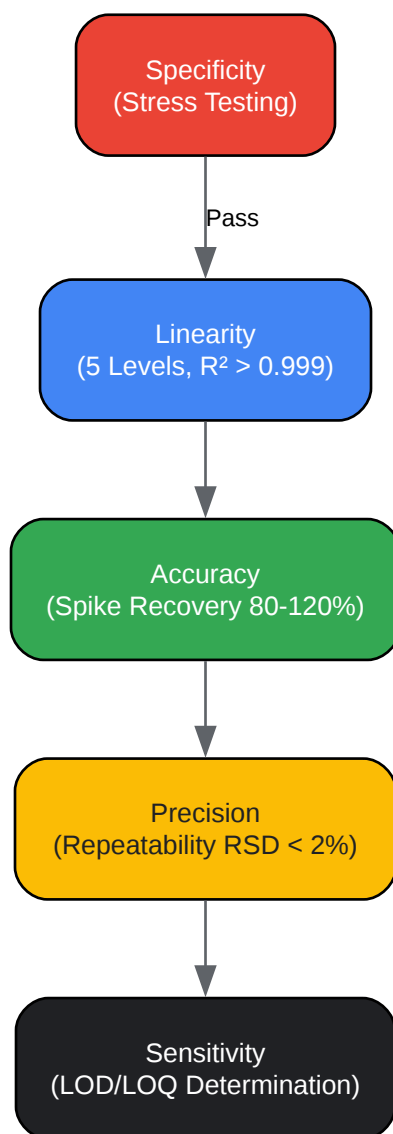 Specificity
(Stress Testing)
Pass
Linearity
(5 Levels, R² > 0.999)
Accuracy
(Spike Recovery 80-120%)
Precision
(Repeatability RSD < 2%)
Sensitivity
(LOD/LOQ Determination)